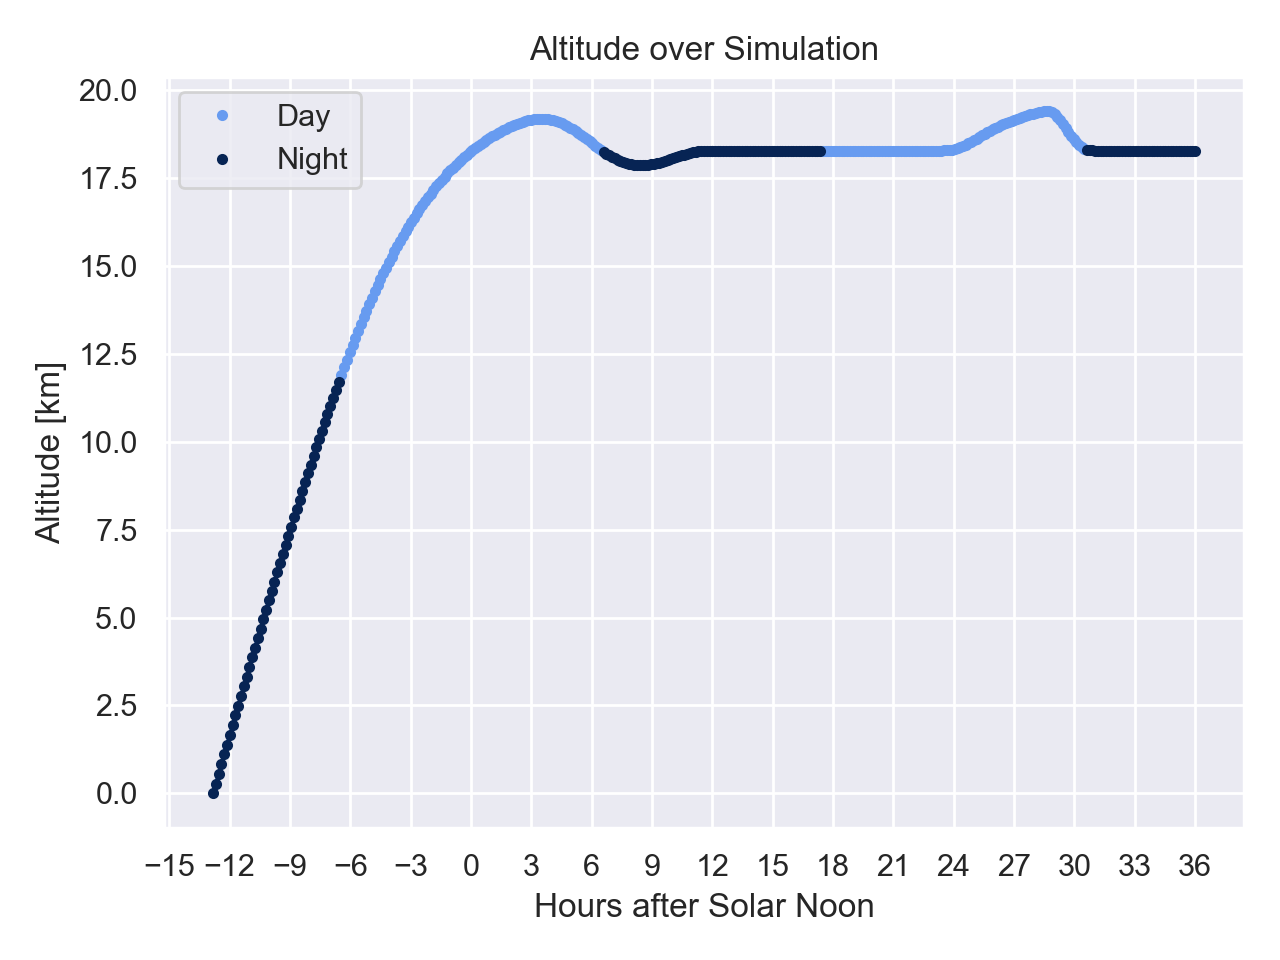 Altitude over Simulation
Day
Night
Altitude [km]
20.0
17.5
15.0
12.5
10.0
7.5
5.0
2.5
0.0
−15 −12 −9 −6 −3 0 3 6 9 12 15 18 21 24 27 30 33 36
Hours after Solar Noon